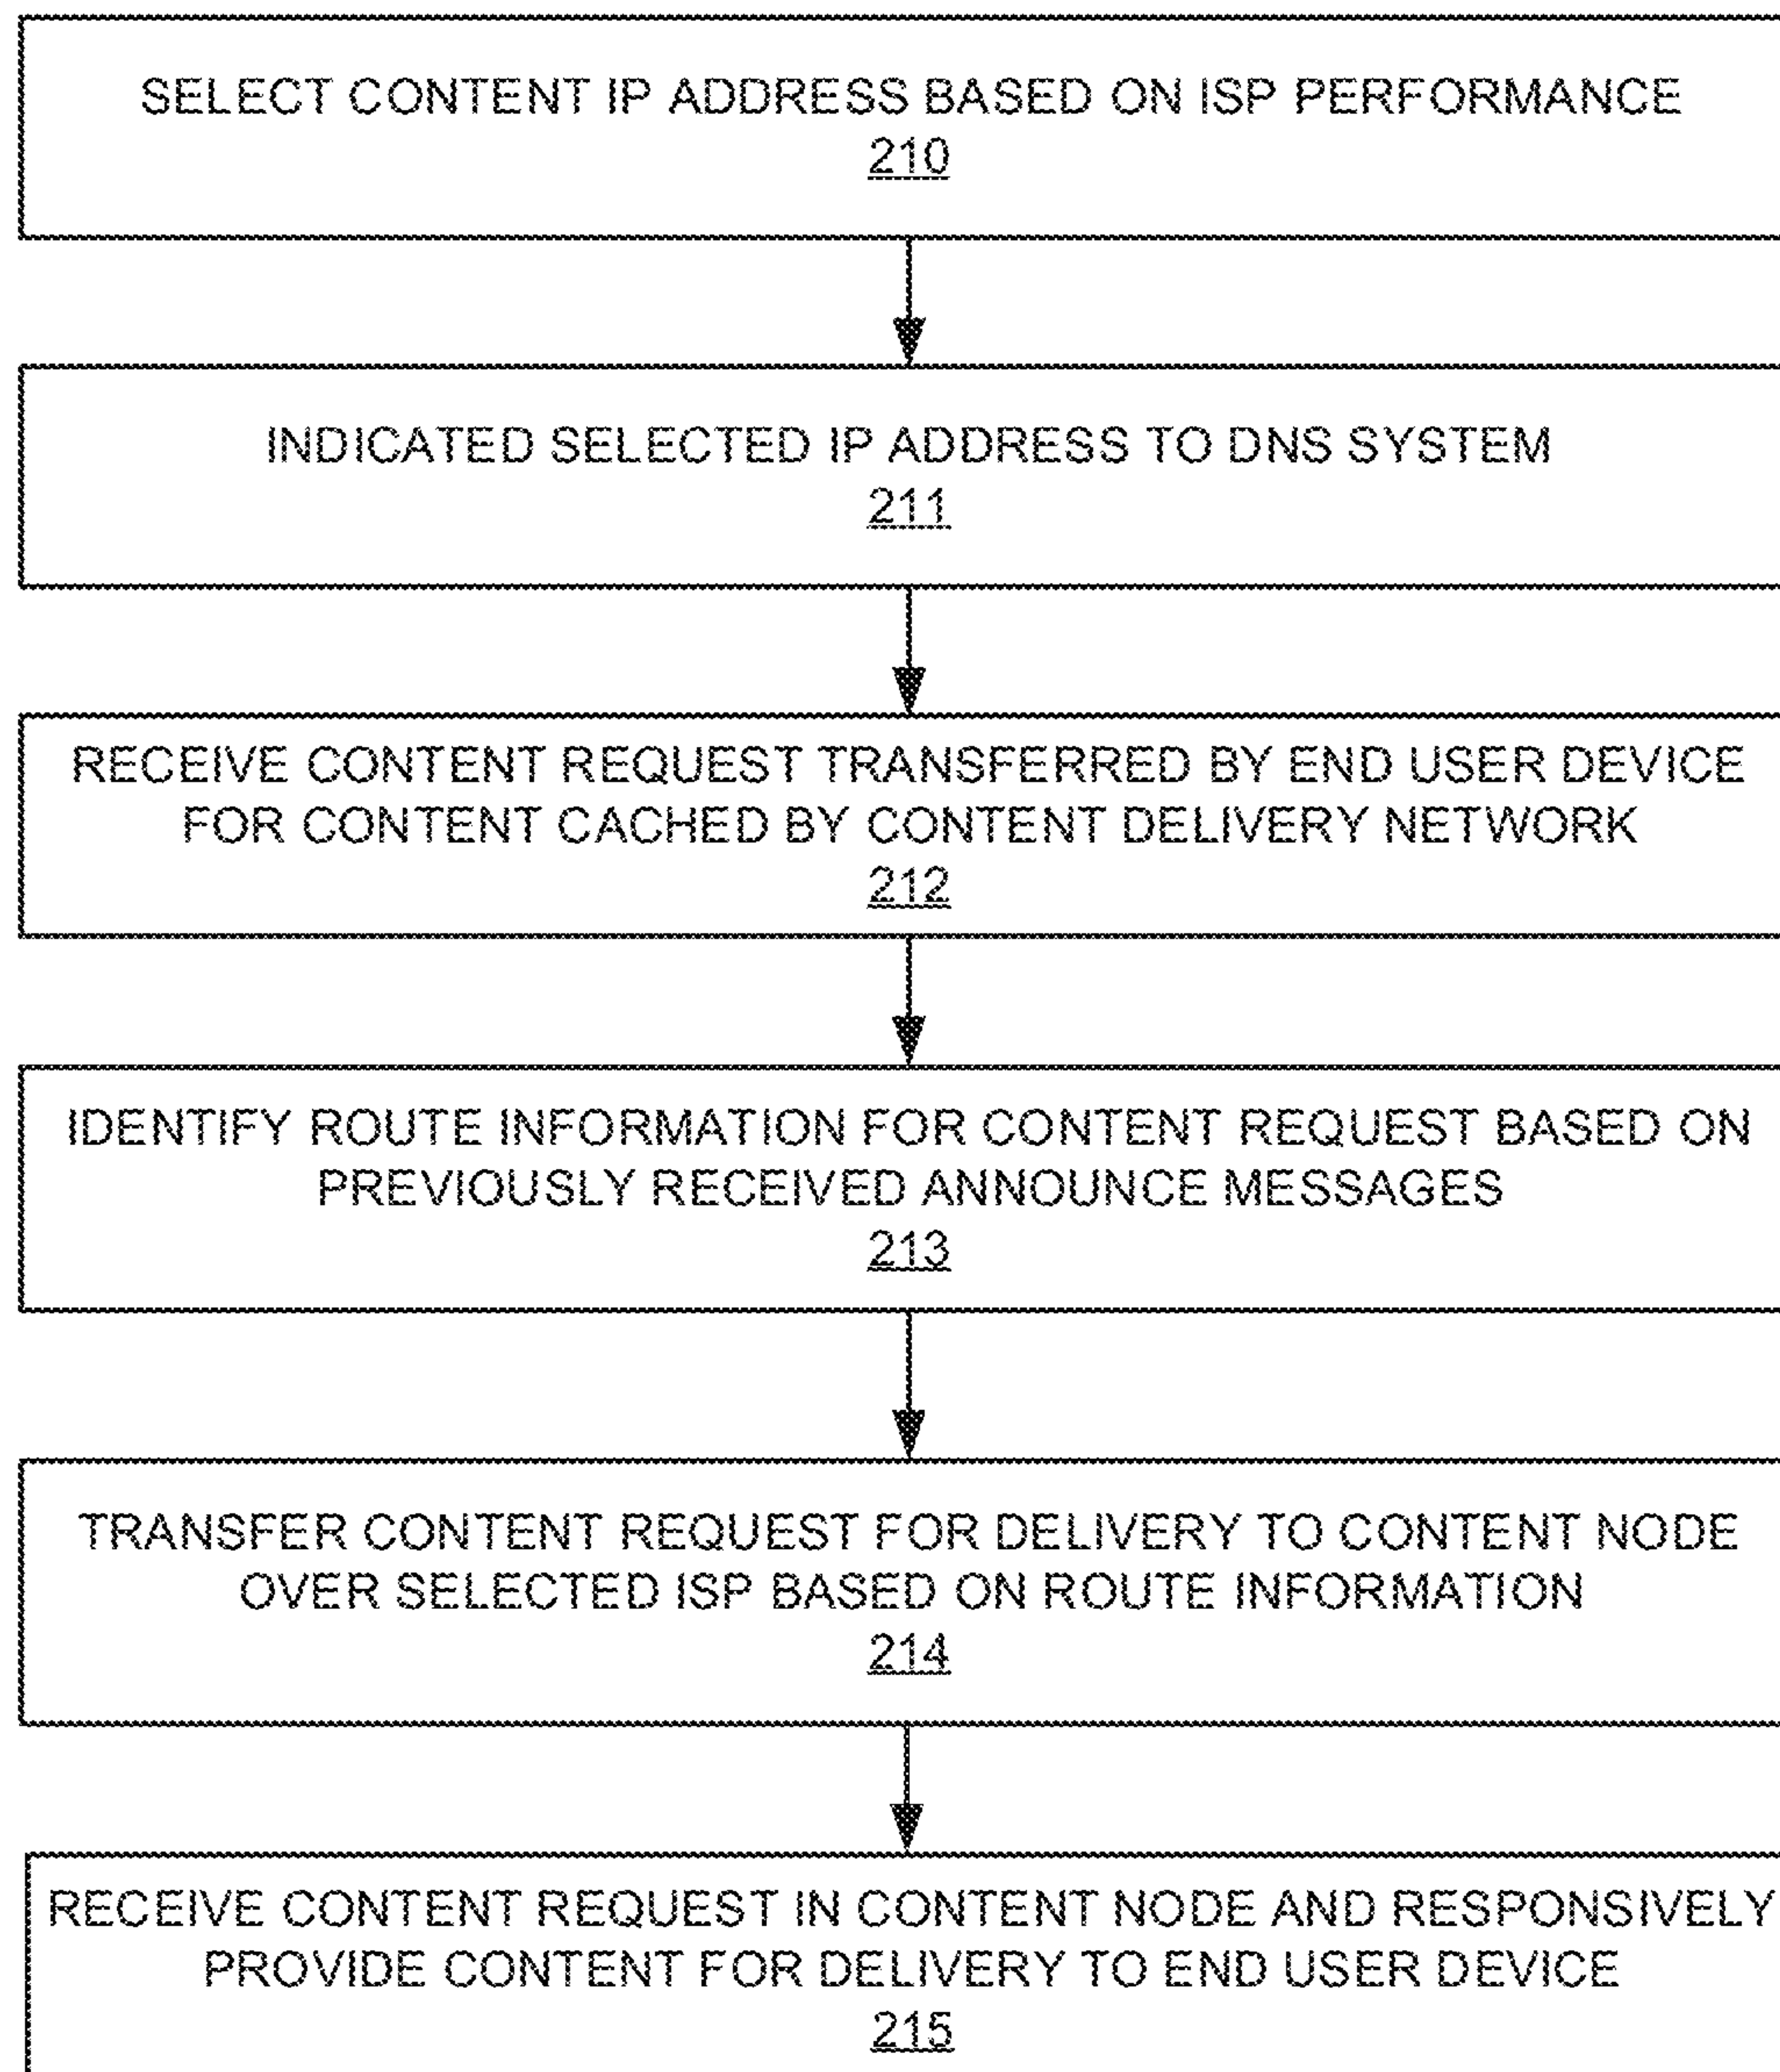 SELECT CONTENT IP ADDRESS BASED ON ISP PERFORMANCE
210
INDICATED SELECTED IP ADDRESS TO DNS SYSTEM
211
RECEIVE CONTENT REQUEST TRANSFERRED BY END USER DEVICE
FOR CONTENT CACHED BY CONTENT DELIVERY NETWORK
212
IDENTIFY ROUTE INFORMATION FOR CONTENT REQUEST BASED ON
PREVIOUSLY RECEIVED ANNOUNCE MESSAGES
213
TRANSFER CONTENT REQUEST FOR DELIVERY TO CONTENT NODE
OVER SELECTED ISP BASED ON ROUTE INFORMATION
214
RECEIVE CONTENT REQUEST IN CONTENT NODE AND RESPONSIVELY
PROVIDE CONTENT FOR DELIVERY TO END USER DEVICE
215